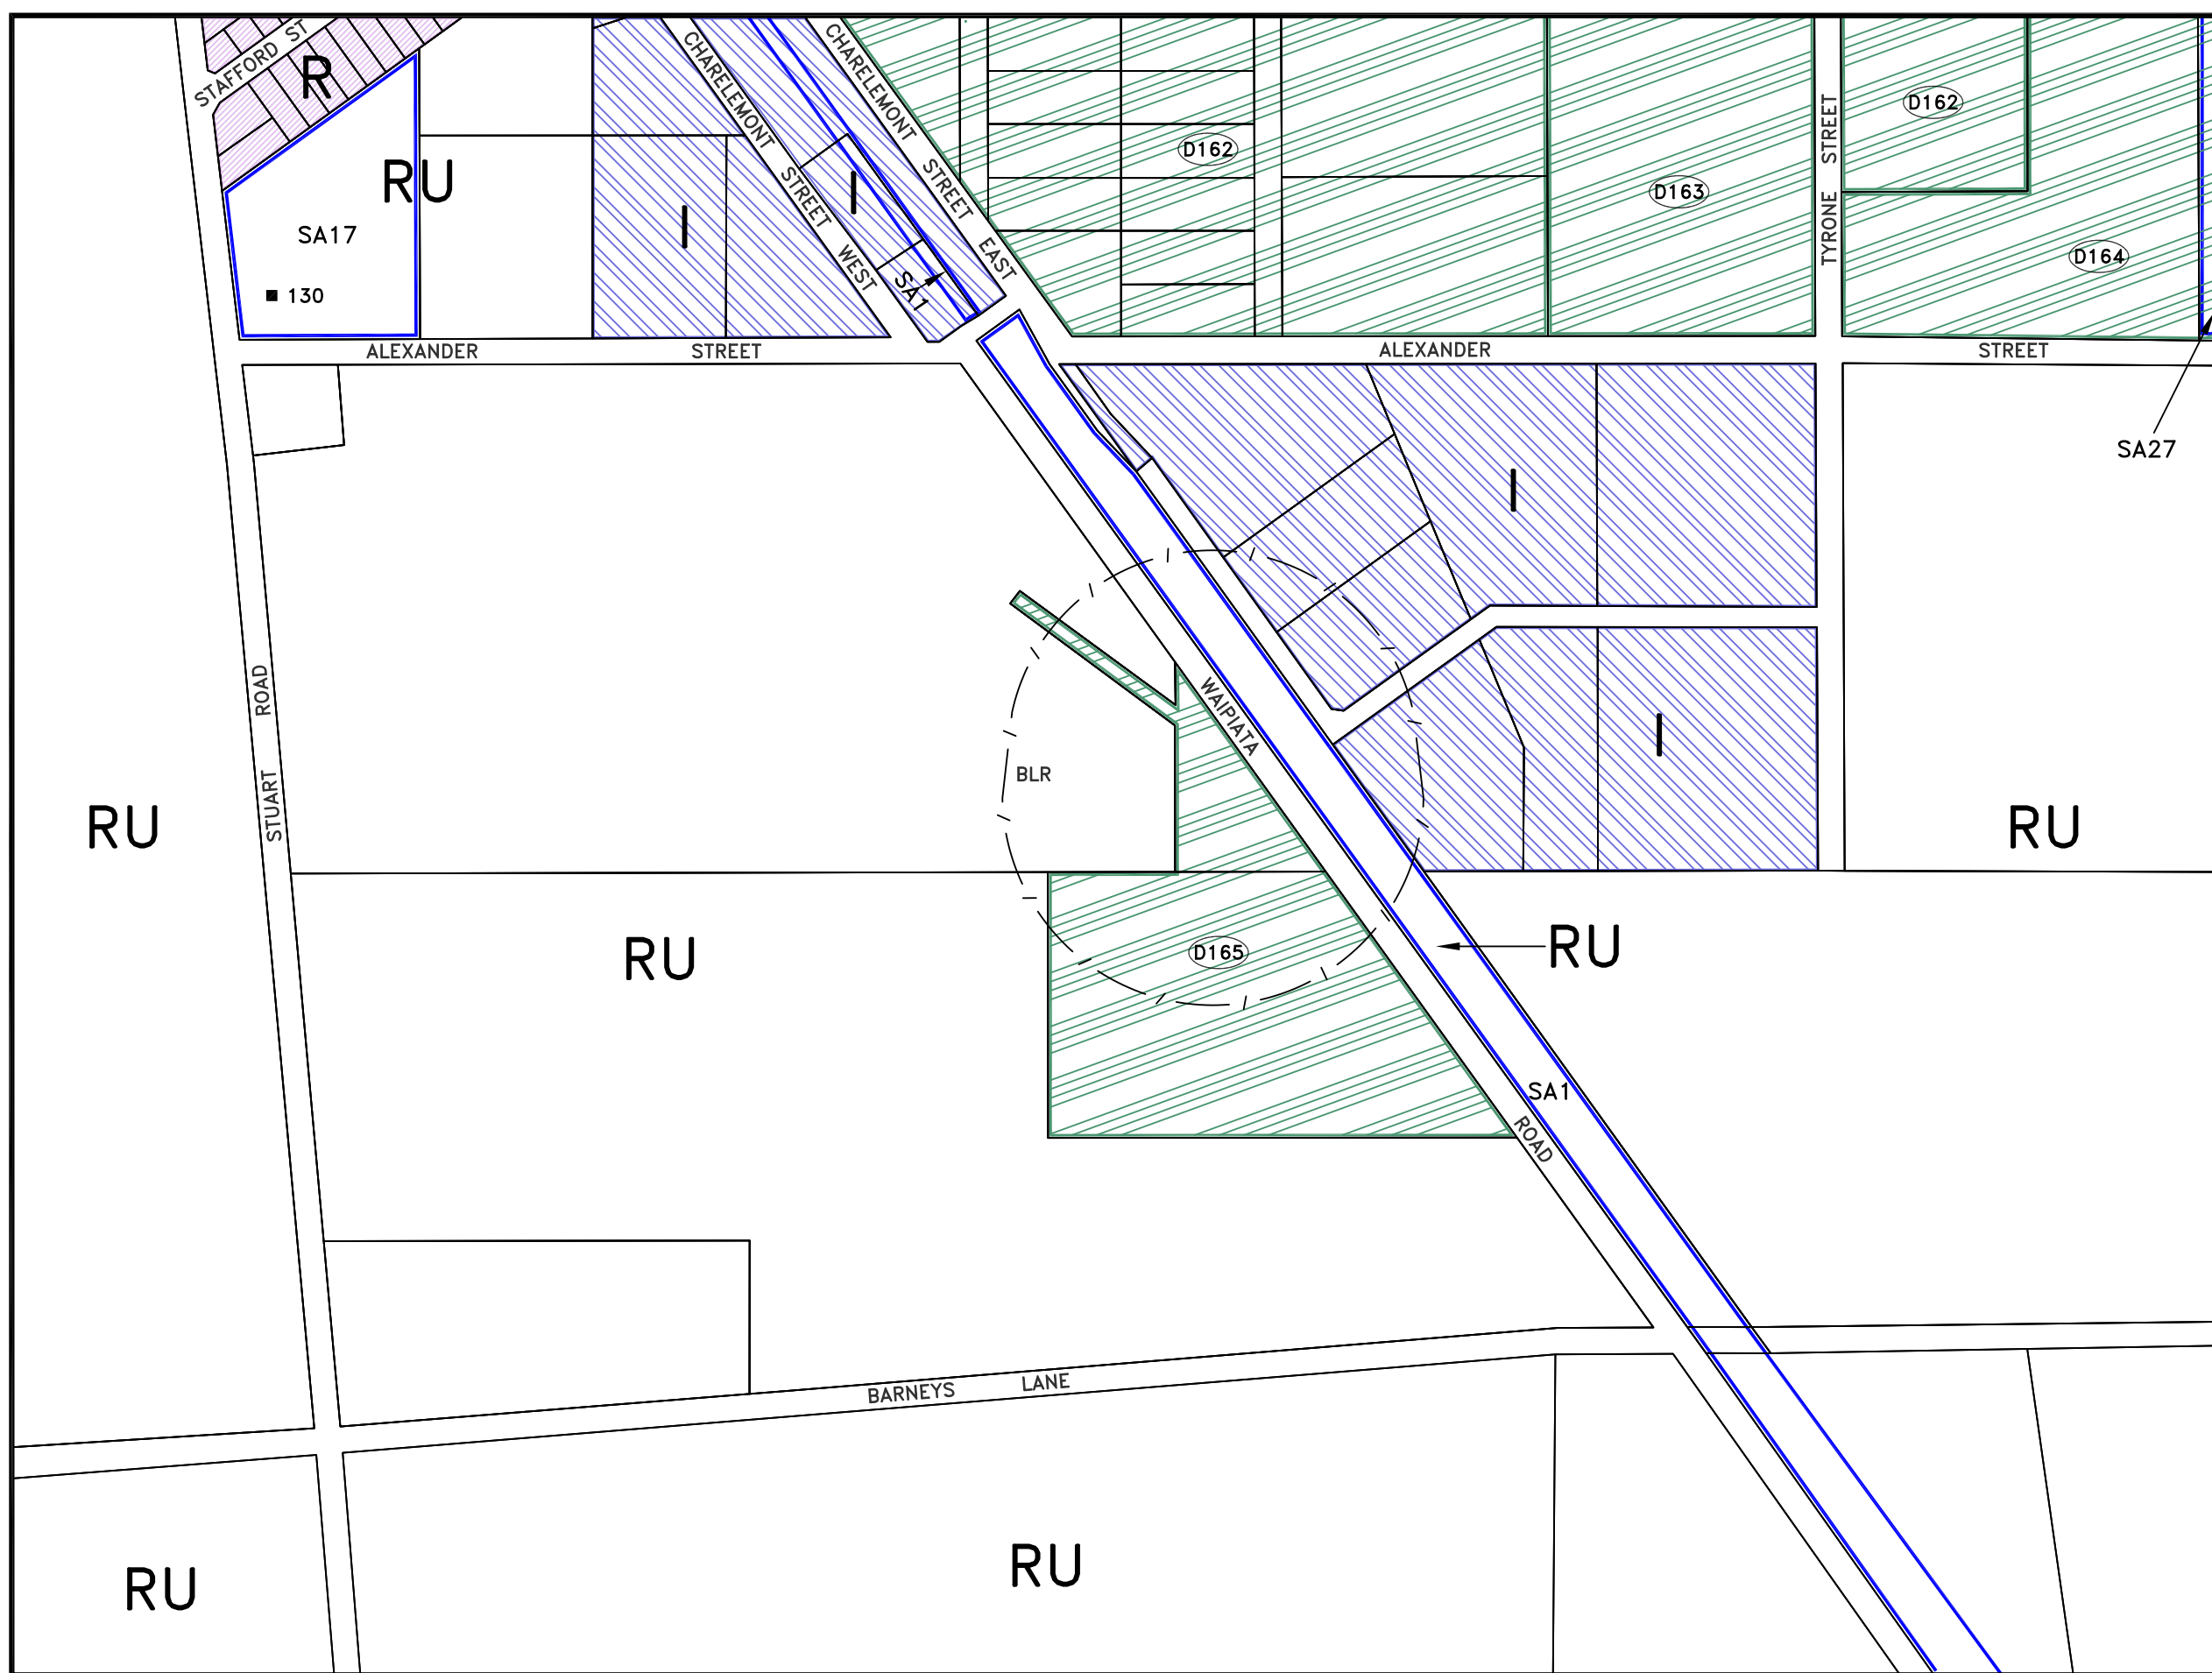 STAFFORD ST
R
CHARELEMONT STREET WEST
CHARELEMONT STREET EAST
D162
D162
D163
TYRONE STREET
D164
RU
SA17
130
I
I
SA1
ALEXANDER STREET
ALEXANDER STREET
SA27
I
STUART ROAD
WAIPIATA ROAD
BLR
I
RU
RU
RU
D165
RU
SA1
BARNEYS LANE
RU
RU